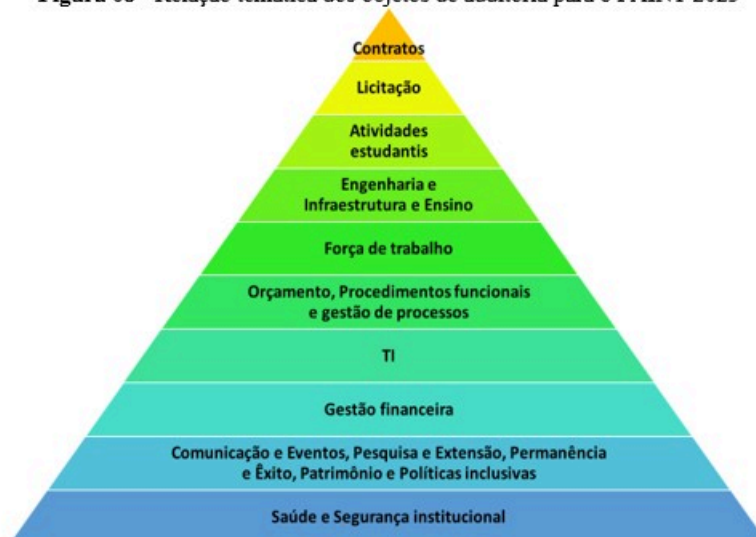 Contratos
Licitação
Atividades
estudantis
Engenharia e
Infraestrutura e Ensino
Força de trabalho
Orçamento, Procedimentos funcionais
e gestão de processos
TI
Gestão financeira
Comunicação e Eventos, Pesquisa e Extensão, Permanência
e Êxito, Patrimônio e Políticas inclusivas
Saúde e Segurança institucional